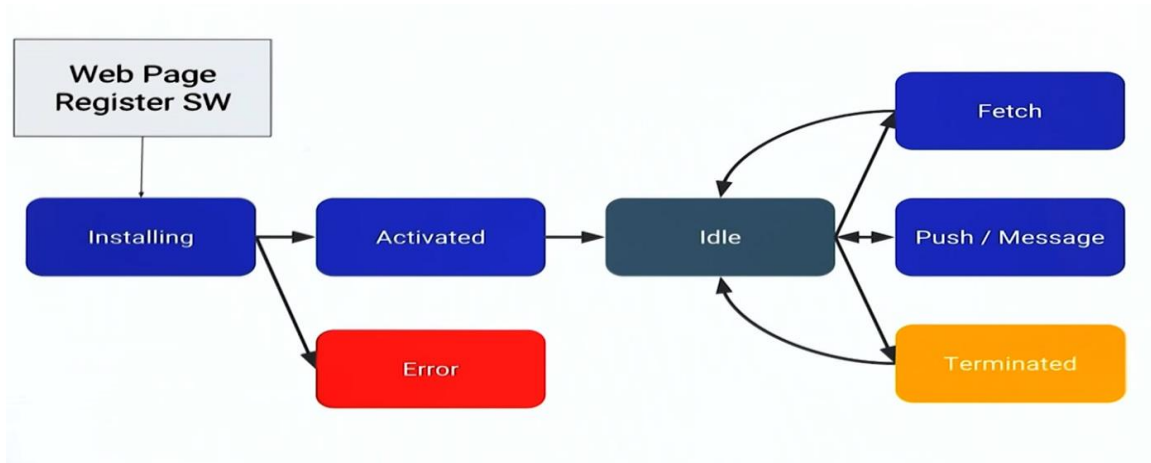 Web Page
Register SW
Installing
Activated
Error
Idle
Fetch
Push / Message
Terminated